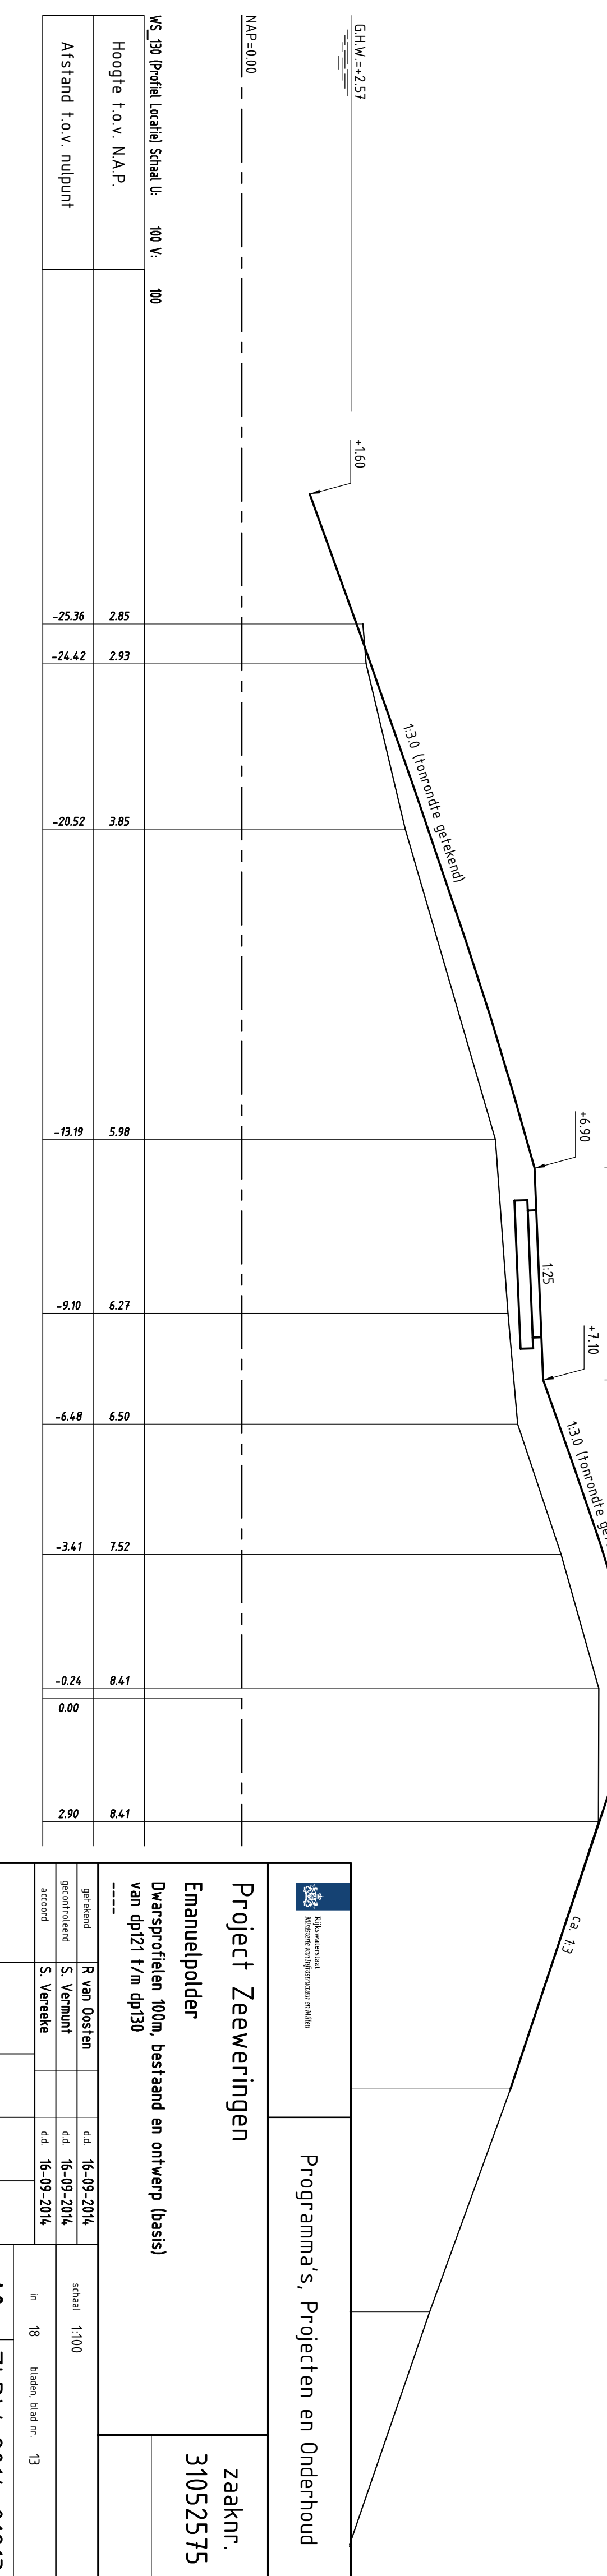 G.H.W.=+2.57
NAP=0.00
WS_130 (Profiel Locatie) Schaal U: 100 V: 100
Hoogte t.o.v. N.A.P.
Afstand t.o.v. nulpunt
+1.60
1:3.0 (tonrondte getekend)
+6.90
1:25
+7.10
1:3.0 (tonrondte
ca. 1:3
2.85 2.93 3.85 5.98 6.27 6.50 7.52 8.41 8.41
-25.36 -24.42 -20.52 -13.19 -9.10 -6.48 -3.41 -0.24 0.00 2.90
Rijkswaterstaat
Ministerie van Infrastructuur en Milieu
Programma's, Projecten en Onderhoud
Project Zeeweringen
Emanuelpolder
Dwarsprofielen 100m, bestaand en ontwerp (basis)
van dp121 t/m dp130
----
zaaknr.
31052575
getekend R van Oosten d.d. 16-09-2014
gecontroleerd S. Vermunt d.d. 16-09-2014
accoord S. Vereeke d.d. 16-09-2014
schaal 1:100
in 18 bladen, blad nr. 13